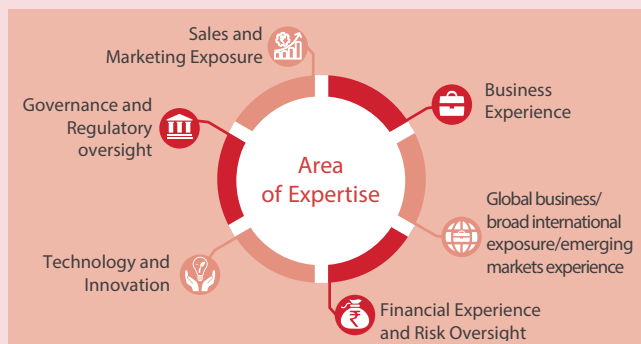 Sales and
Marketing Exposure
Business
Experience
Governance and
Regulatory
oversight
Area
of Expertise
Global business/
broad international
exposure/emerging
markets experience
Technology and
Innovation
₹
Financial Experience
and Risk Oversight